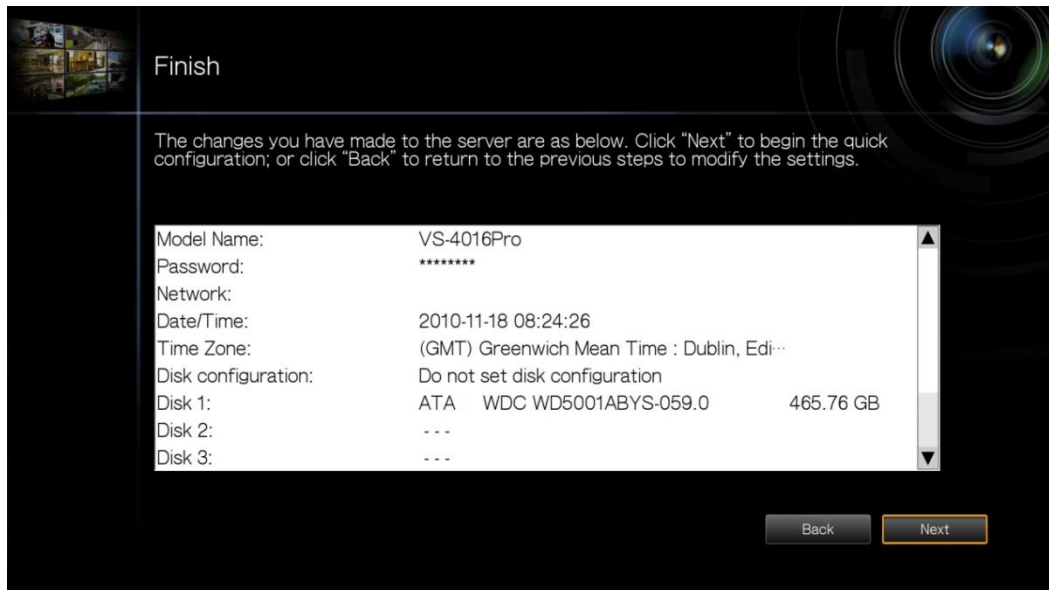 Finish
The changes you have made to the server are as below. Click “Next” to begin the quick
configuration; or click “Back” to return to the previous steps to modify the settings.
Model Name: VS-4016Pro
Password: ********
Network:
Date/Time: 2010-11-18 08:24:26
Time Zone: (GMT) Greenwich Mean Time : Dublin, Edi···
Disk configuration: Do not set disk configuration
Disk 1: ATA WDC WD5001ABYS-059.0 465.76 GB
Disk 2: - - -
Disk 3: - - -
Back Next